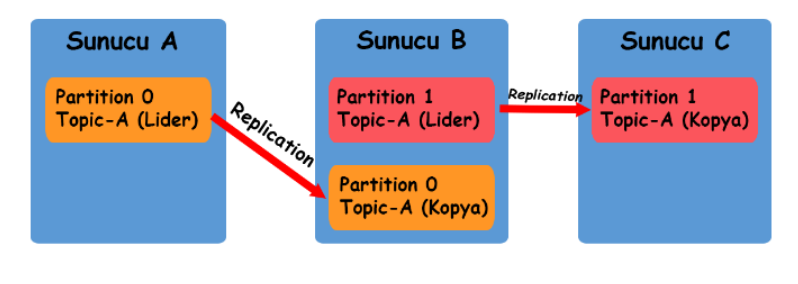 Sunucu A
Partition 0
Topic-A (Lider)
Replication
Sunucu B
Partition 1
Topic-A (Lider)
Partition 0
Topic-A (Kopya)
Replication
Sunucu C
Partition 1
Topic-A (Kopya)